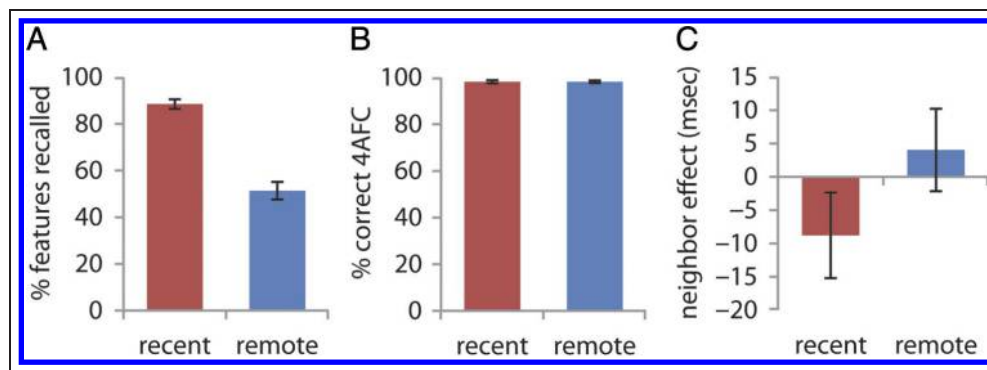 A
% features recalled
100
80
60
40
20
0
recent remote
B
% correct 4AFC
100
80
60
40
20
0
recent remote
C
neighbor effect (msec)
15
10
5
0
−5
−10
−15
−20
recent remote